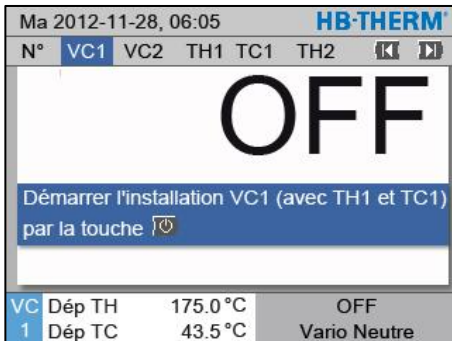 Ma 2012-11-28, 06:05 HB-THERM®
N° VC1 VC2 TH1 TC1 TH2
OFF
Démarrer l'installation VC1 (avec TH1 et TC1)
par la touche
VC Dép TH 175.0 °C OFF
1 Dép TC 43.5 °C Vario Neutre